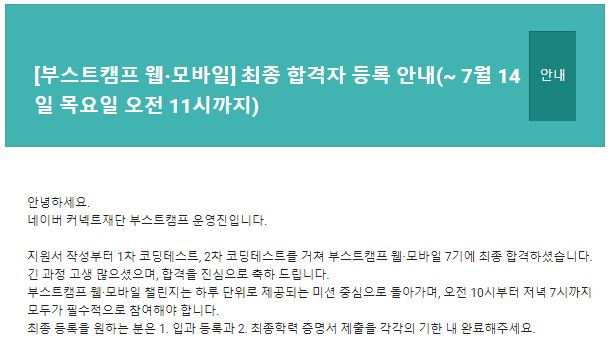 [부스트캠프 웹·모바일] 최종 합격자 등록 안내(~ 7월 14
일 목요일 오전 11시까지)
안내
안녕하세요.
네이버 커넥트재단 부스트캠프 운영진입니다.
지원서 작성부터 1차 코딩테스트, 2차 코딩테스트를 거쳐 부스트캠프 웹·모바일 7기에 최종 합격하셨습니다.
긴 과정 고생 많으셨으며, 합격을 진심으로 축하 드립니다.
부스트캠프 웹·모바일 챌린지는 하루 단위로 제공되는 미션 중심으로 돌아가며, 오전 10시부터 저녁 7시까지
모두가 필수적으로 참여해야 합니다.
최종 등록을 원하는 분은 1. 입과 등록과 2. 최종학력 증명서 제출을 각각의 기한 내 완료해주세요.